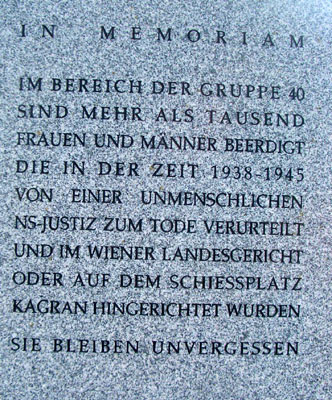 IN MEMORIAM
IM BEREICH DER GRUPPE 40
SIND MEHR ALS TAUSEND
FRAUEN UND MÄNNER BEERDIGT
DIE IN DER ZEIT 1938-1945
VON EINER UNMENSCHLICHEN
NS-JUSTIZ ZUM TODE VERURTEILT
UND IM WIENER LANDESGERICHT
ODER AUF DEM SCHIESSPLATZ
KAGRAN HINGERICHTET WURDEN
SIE BLEIBEN UNVERGESSEN